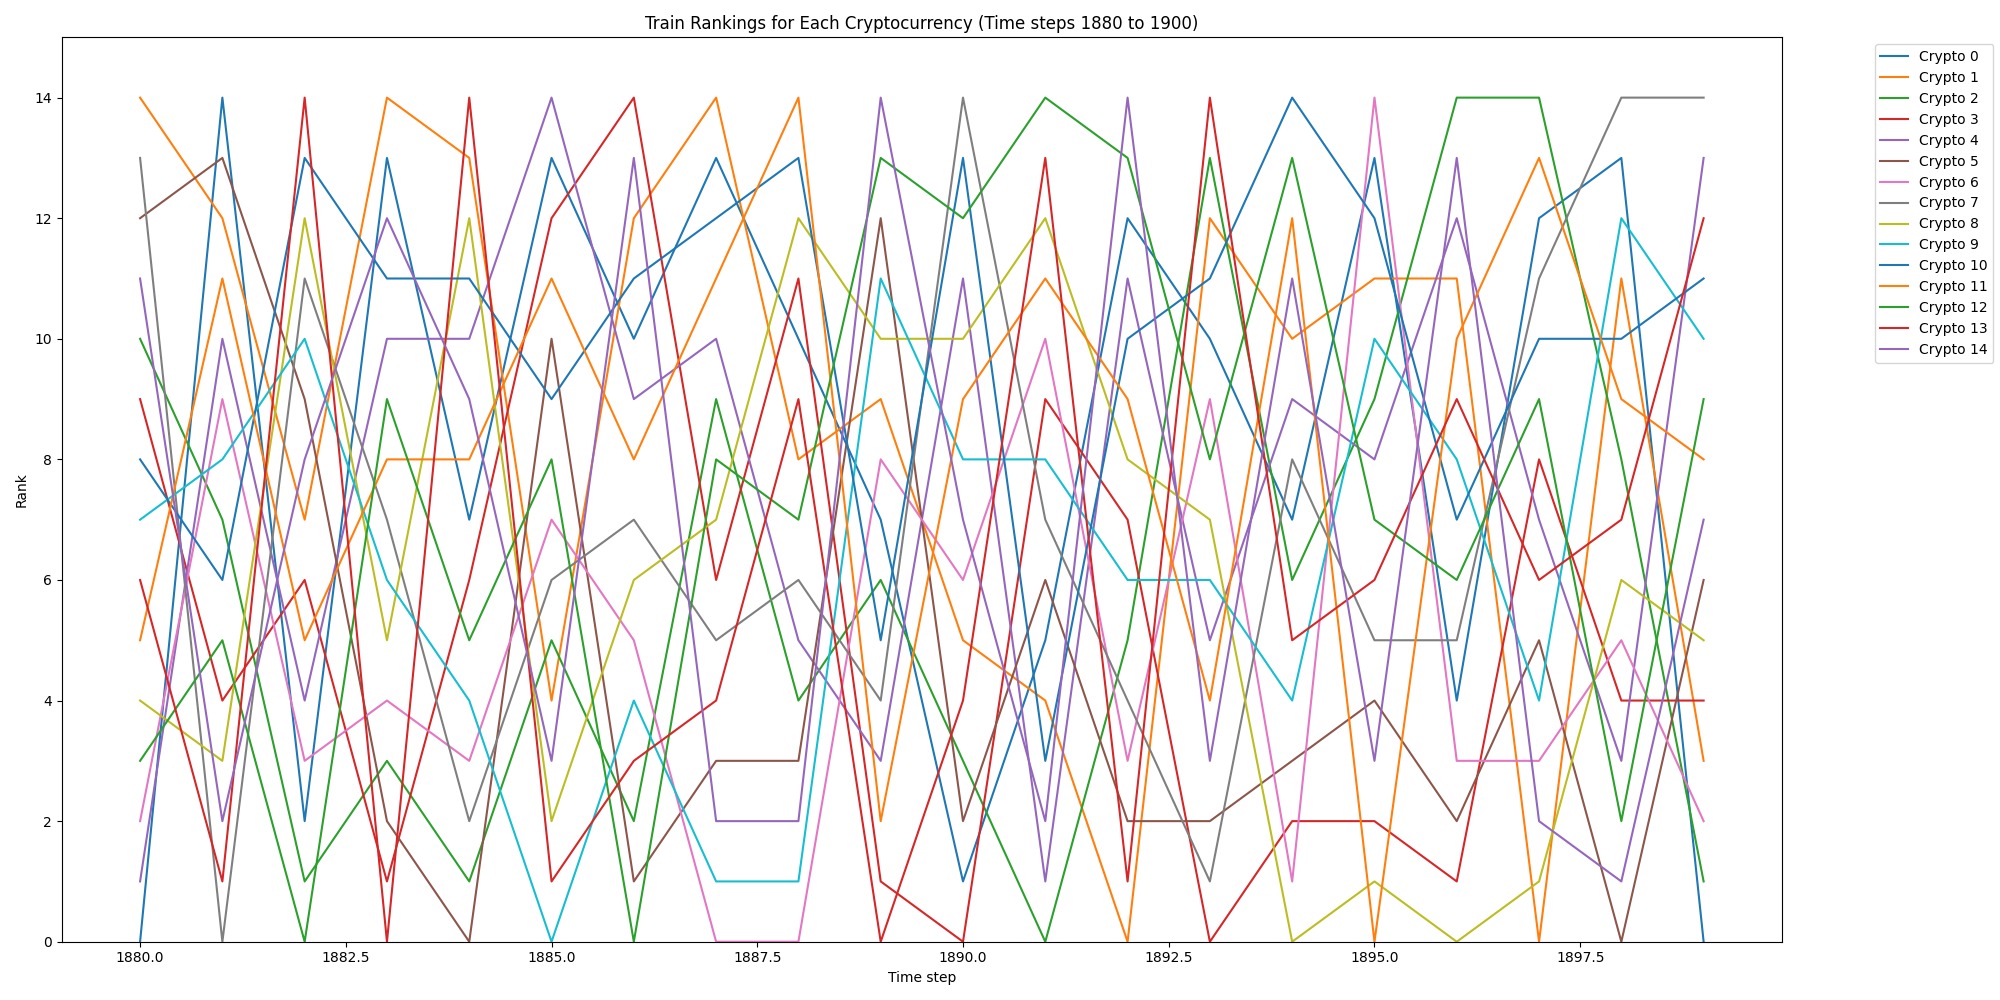 Train Rankings for Each Cryptocurrency (Time steps 1880 to 1900)
Rank
14
12
10
8
6
4
2
0
1880.0 1882.5 1885.0 1887.5 1890.0 1892.5 1895.0 1897.5
Time step
Crypto 0
Crypto 1
Crypto 2
Crypto 3
Crypto 4
Crypto 5
Crypto 6
Crypto 7
Crypto 8
Crypto 9
Crypto 10
Crypto 11
Crypto 12
Crypto 13
Crypto 14